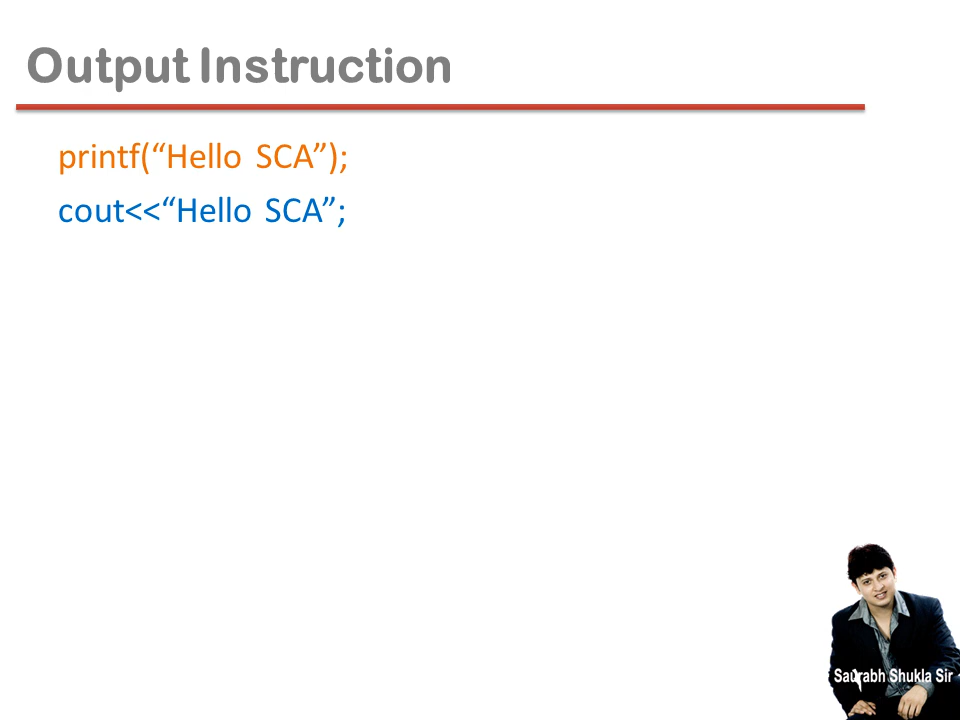 Output Instruction
printf(“Hello SCA”);
cout<<“Hello SCA”;
Saurabh Shukla Sir